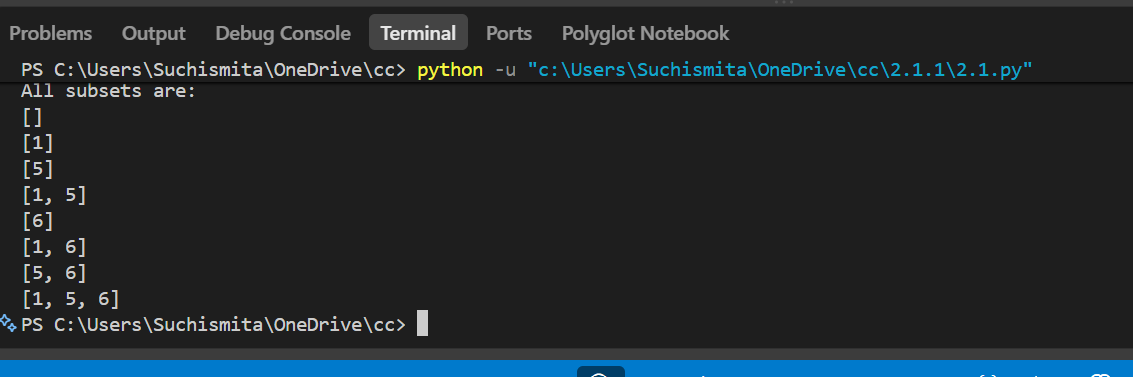 Problems Output Debug Console Terminal Ports Polyglot Notebook
PS C:\Users\Suchismita\OneDrive\cc> python -u "c:\Users\Suchismita\OneDrive\cc\2.1.1\2.1.py"
All subsets are:
[]
[1]
[5]
[1, 5]
[6]
[1, 6]
[5, 6]
[1, 5, 6]
PS C:\Users\Suchismita\OneDrive\cc>